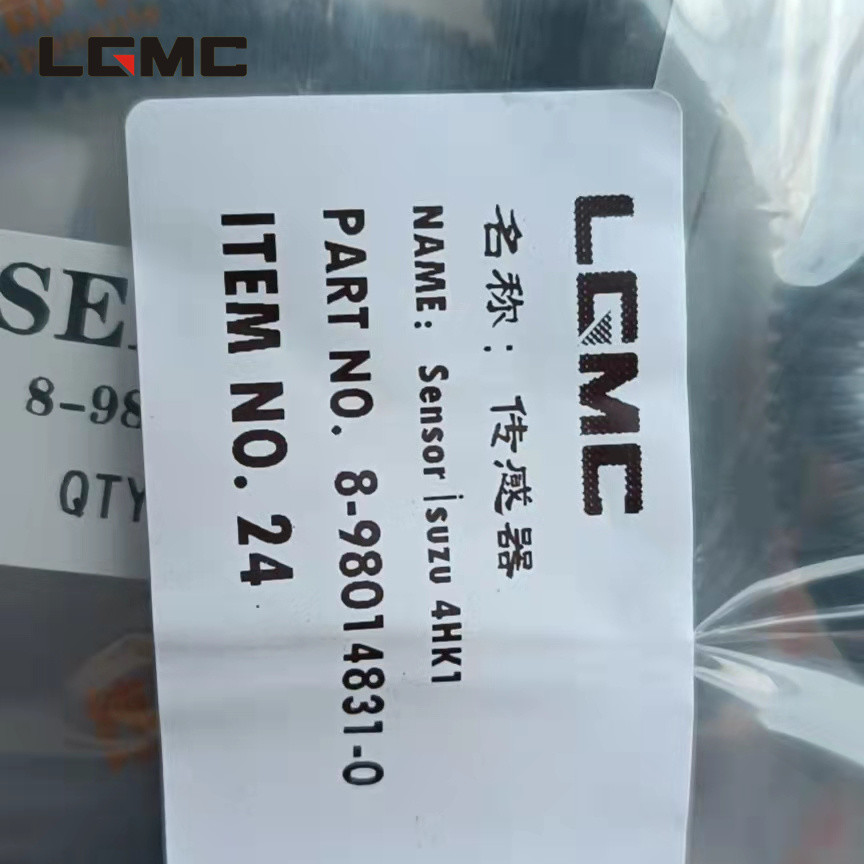 LGMC
LGMC
名称：传感器
NAME: Sensor isuzu 4HK1
PART NO. 8-98014831-0
ITEM NO. 24
SE
8-98
QTY